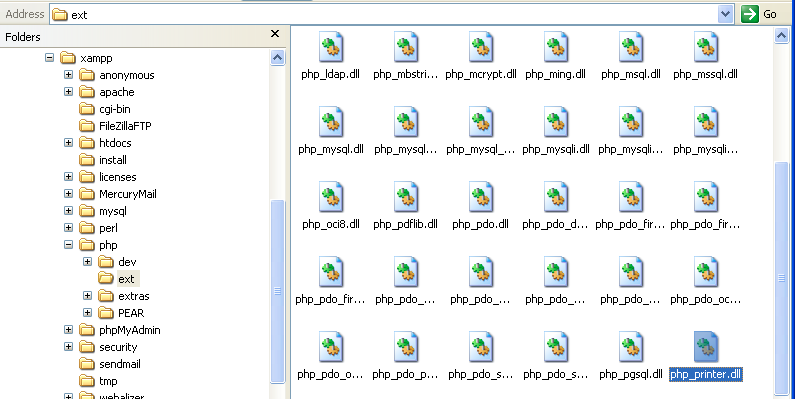 Address ext Go
Folders
xampp
anonymous
apache
cgi-bin
FileZillaFTP
htdocs
install
licenses
MercuryMail
mysql
perl
php
dev
ext
extras
PEAR
phpMyAdmin
security
sendmail
tmp
webalizer
php_ldap.dll php_mbstri... php_mcrypt.dll php_ming.dll php_msql.dll php_mssql.dll
php_mysql.dll php_mysql... php_mysql_... php_mysqli.dll php_mysqli... php_mysqli...
php_oci8.dll php_pdflib.dll php_pdo.dll php_pdo_d... php_pdo_fir... php_pdo_fir...
php_pdo_fir... php_pdo_... php_pdo_... php_pdo_... php_pdo_... php_pdo_oc...
php_pdo_o... php_pdo_p... php_pdo_s... php_pdo_s... php_pgsql.dll php_printer.dll